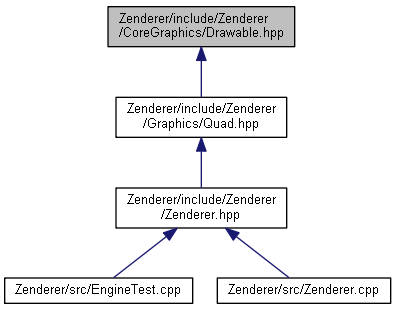 Zenderer/include/Zenderer
/CoreGraphics/Drawable.hpp
Zenderer/include/Zenderer
/Graphics/Quad.hpp
Zenderer/include/Zenderer
/Zenderer.hpp
Zenderer/src/EngineTest.cpp
Zenderer/src/Zenderer.cpp